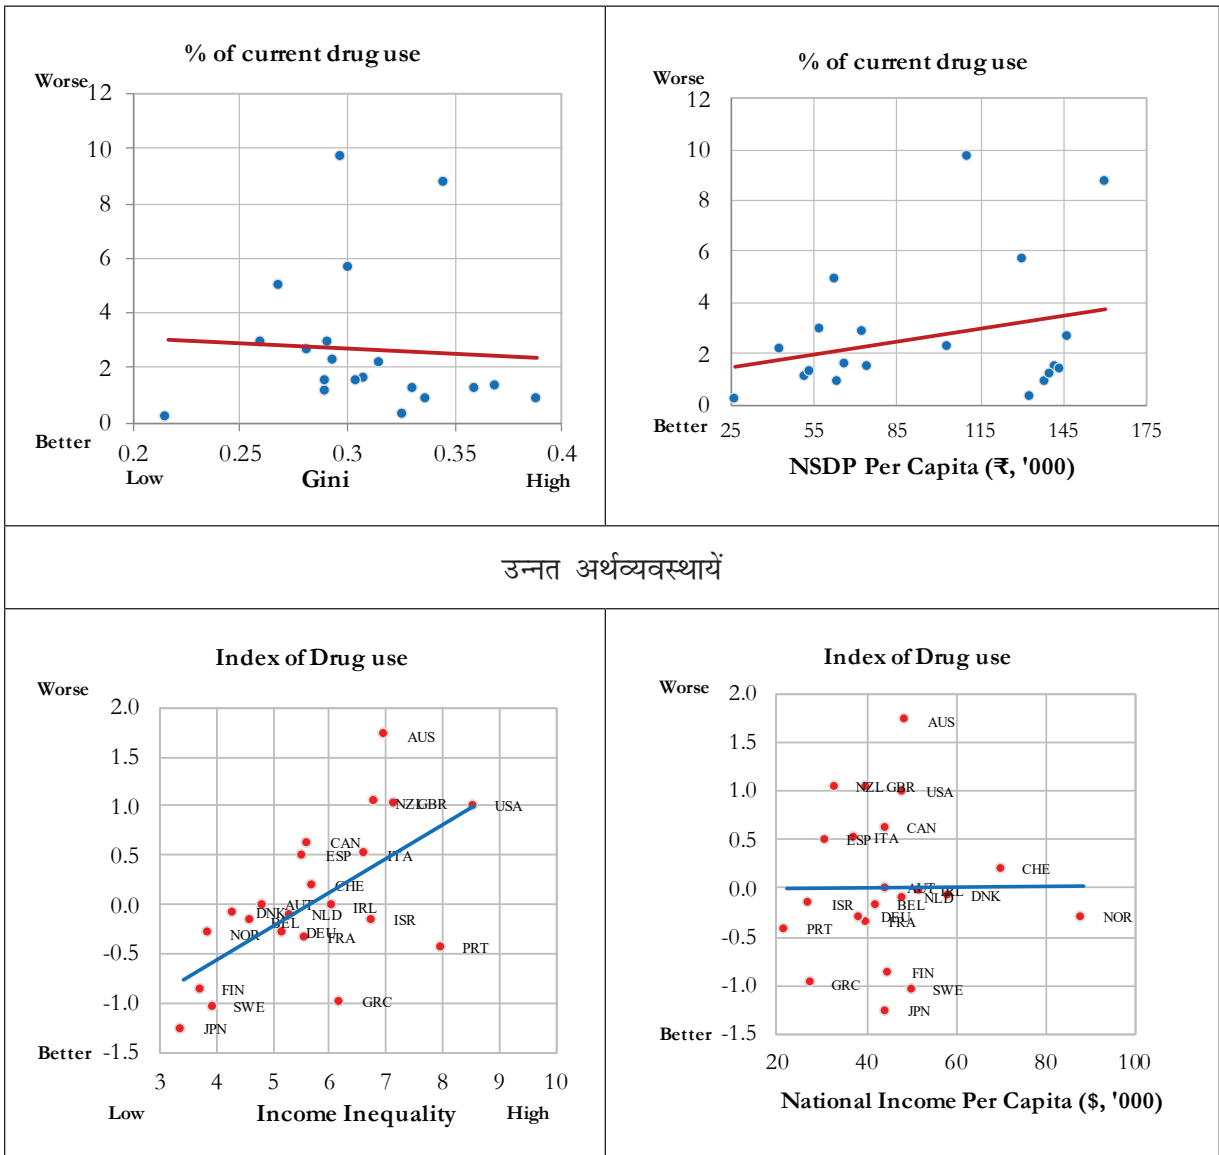 % of current drug use
Worse
12
10
8
6
4
2
0
Better
0.2 0.25 0.3 0.35 0.4
Low Gini High
% of current drug use
Worse
12
10
8
6
4
2
0
Better
25 55 85 115 145 175
NSDP Per Capita (₹, '000)
उन्नत अर्थव्यवस्थायें
Index of Drug use
Worse
2.0
1.5
1.0
0.5
0.0
-0.5
-1.0
-1.5
Better
AUS
NZL GBR USA
CAN
ESP ITA
CHE
AUT IRL
DNK NLD ISR
BEL
NOR DEU FRA
PRT
FIN
SWE GRC
JPN
3 4 5 6 7 8 9 10
Low Income Inequality High
Index of Drug use
Worse
2.0
1.5
1.0
0.5
0.0
-0.5
-1.0
-1.5
Better
AUS
NZL GBR USA
CAN
ESP ITA
CHE
AUT IRL DNK
NLD
ISR BEL
DEU NOR
PRT FRA
FIN
GRC SWE
JPN
20 40 60 80 100
National Income Per Capita ($, '000)